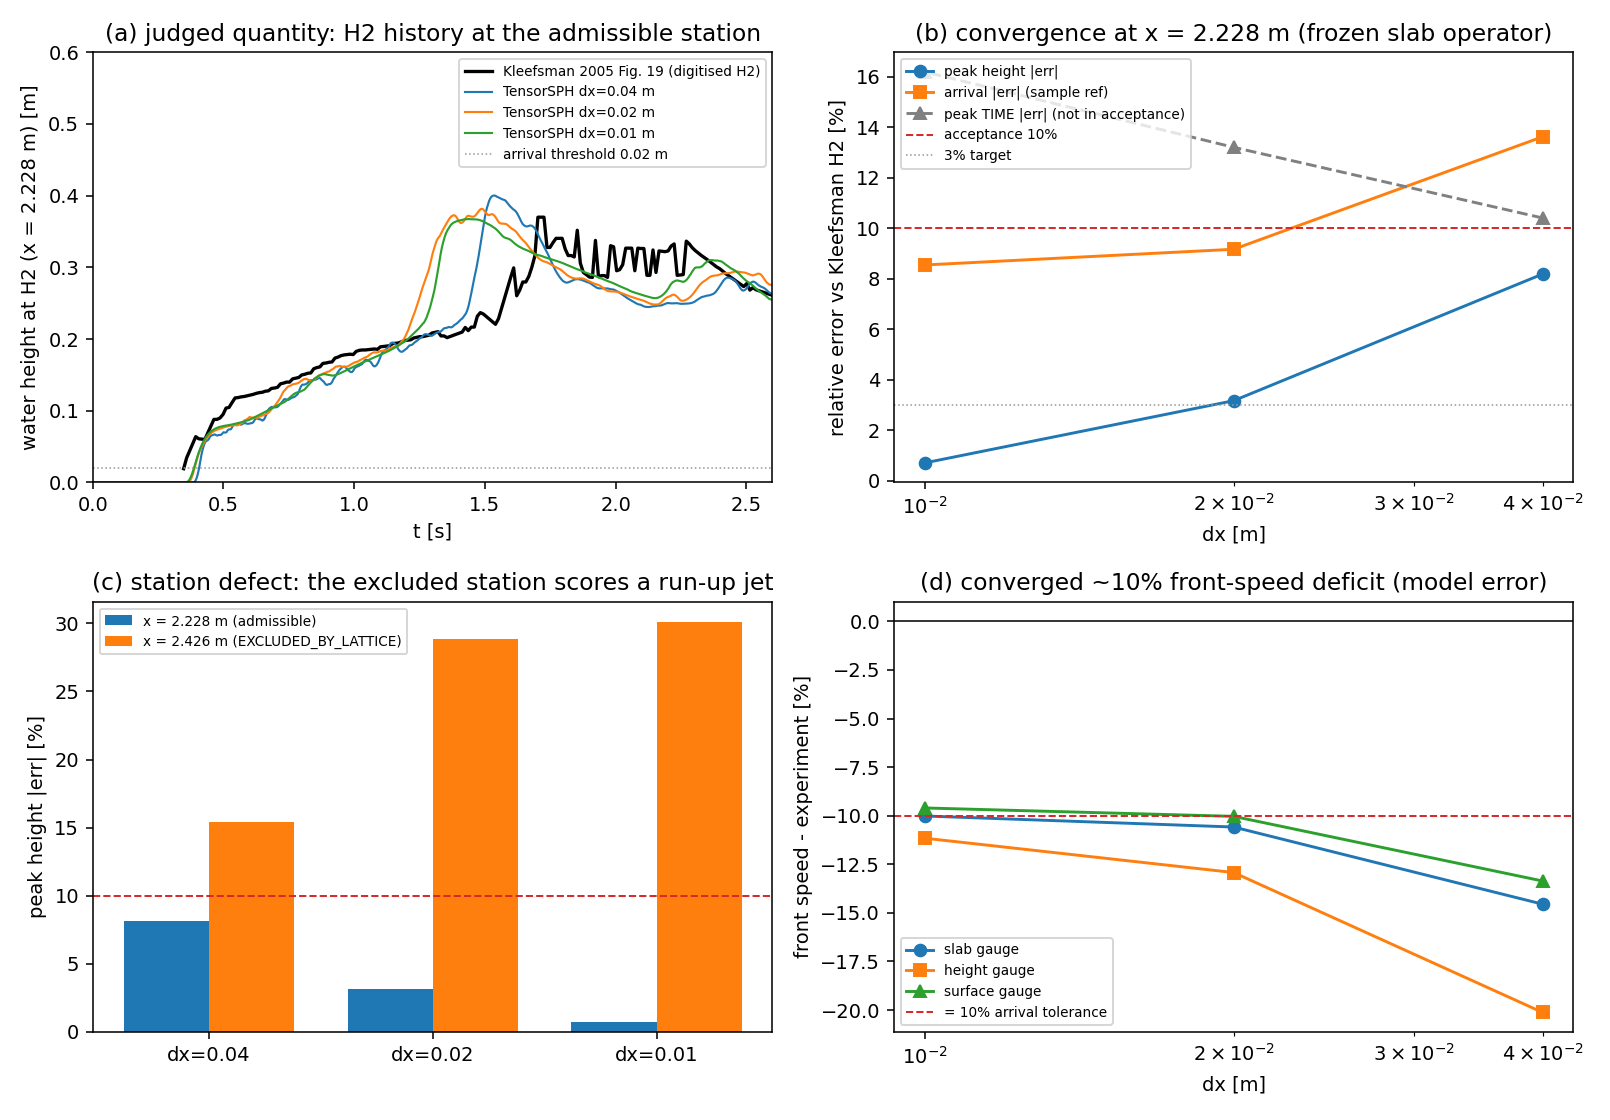 (a) judged quantity: H2 history at the admissible station
water height at H2 (x = 2.228 m) [m]
0.6
0.5
0.4
0.3
0.2
0.1
0.0
Kleefsman 2005 Fig. 19 (digitised H2)
TensorSPH dx=0.04 m
TensorSPH dx=0.02 m
TensorSPH dx=0.01 m
arrival threshold 0.02 m
0.0 0.5 1.0 1.5 2.0 2.5
t [s]
(b) convergence at x = 2.228 m (frozen slab operator)
relative error vs Kleefsman H2 [%]
16
14
12
10
8
6
4
2
0
peak height |err|
arrival |err| (sample ref)
peak TIME |err| (not in acceptance)
acceptance 10%
3% target
10⁻² 2 × 10⁻² 3 × 10⁻² 4 × 10⁻²
dx [m]
(c) station defect: the excluded station scores a run-up jet
peak height |err| [%]
30
25
20
15
10
5
0
x = 2.228 m (admissible)
x = 2.426 m (EXCLUDED_BY_LATTICE)
dx=0.04 dx=0.02 dx=0.01
(d) converged ~10% front-speed deficit (model error)
front speed - experiment [%]
0.0
−2.5
−5.0
−7.5
−10.0
−12.5
−15.0
−17.5
−20.0
slab gauge
height gauge
surface gauge
= 10% arrival tolerance
10⁻² 2 × 10⁻² 3 × 10⁻² 4 × 10⁻²
dx [m]